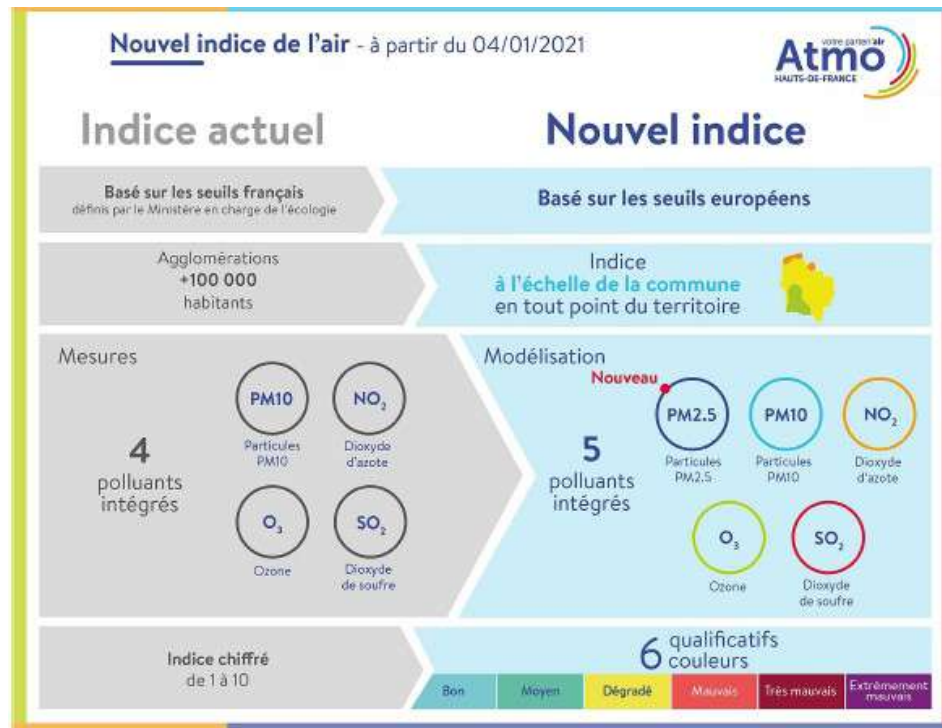 Nouvel indice de l'air - à partir du 04/01/2021
votre parten'air
Atmo
HAUTS-DE-FRANCE
Indice actuel
Nouvel indice
Basé sur les seuils français
définis par le Ministère en charge de l'écologie
Basé sur les seuils européens
Agglomérations
+100 000
habitants
Indice
à l'échelle de la commune
en tout point du territoire
Mesures
4
polluants
intégrés
PM10
Particules
PM10
NO₂
Dioxyde
d'azote
O₃
Ozone
SO₂
Dioxyde
de soufre
Modélisation
Nouveau
5
polluants
intégrés
PM2.5
Particules
PM2.5
PM10
Particules
PM10
NO₂
Dioxyde
d'azote
O₃
Ozone
SO₂
Dioxyde
de soufre
Indice chiffré
de 1 à 10
6 qualificatifs
couleurs
Bon
Moyen
Dégradé
Mauvais
Très mauvais
Extrêmement
mauvais